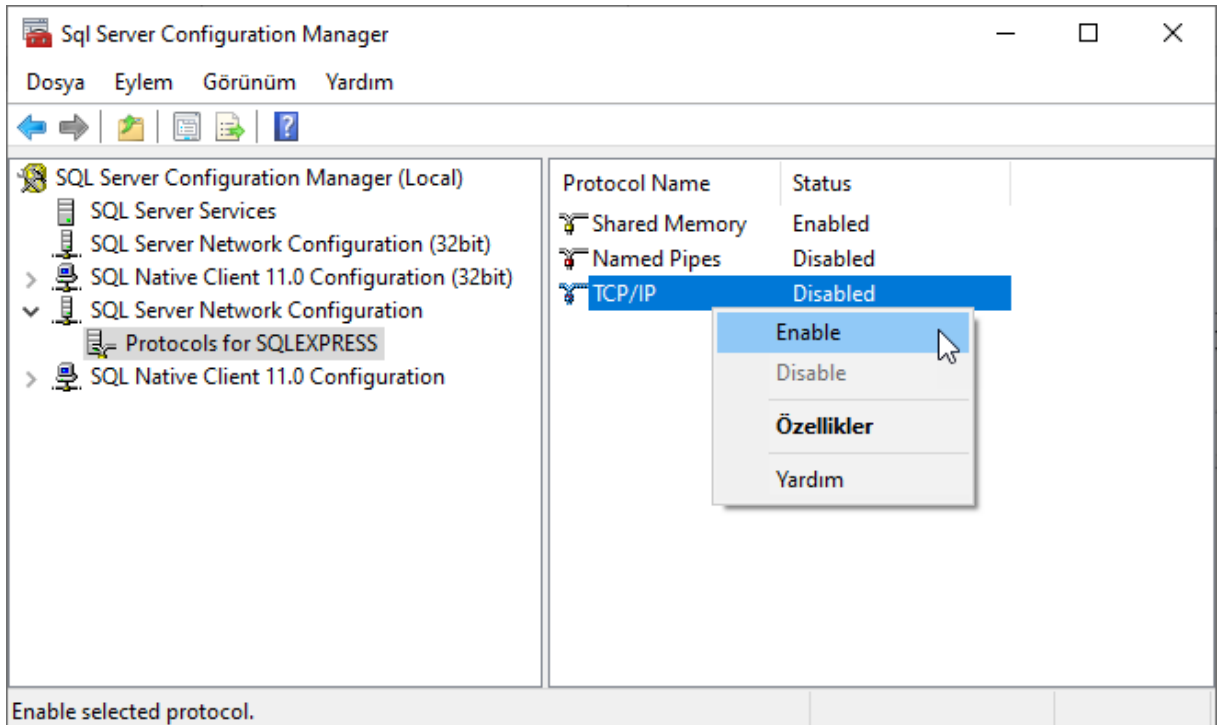 Sql Server Configuration Manager
Dosya Eylem Görünüm Yardım
SQL Server Configuration Manager (Local)
SQL Server Services
SQL Server Network Configuration (32bit)
SQL Native Client 11.0 Configuration (32bit)
SQL Server Network Configuration
Protocols for SQLEXPRESS
SQL Native Client 11.0 Configuration
Protocol Name Status
Shared Memory Enabled
Named Pipes Disabled
TCP/IP Disabled
Enable
Disable
Özellikler
Yardım
Enable selected protocol.